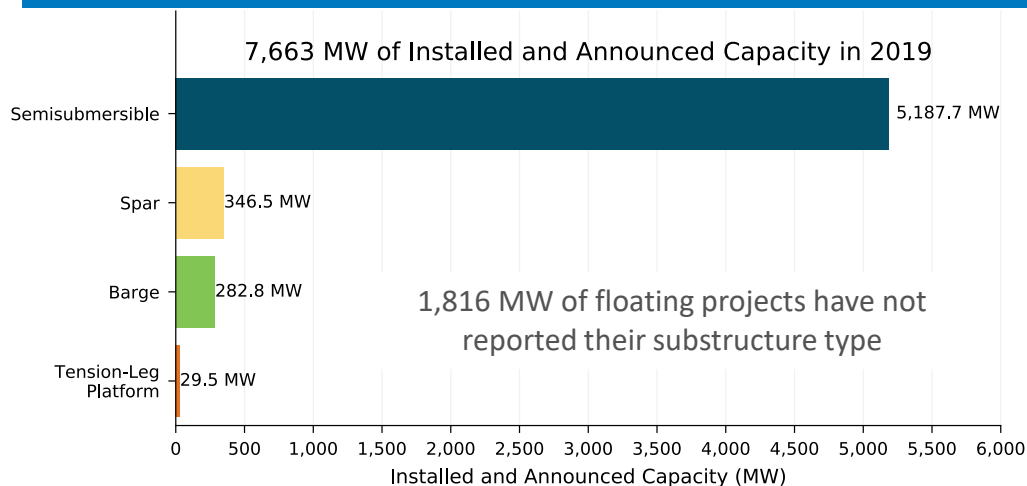 7,663 MW of Installed and Announced Capacity in 2019
Semisubmersible
5,187.7 MW
Spar
346.5 MW
Barge
282.8 MW
1,816 MW of floating projects have not
reported their substructure type
Tension-Leg
Platform
29.5 MW
0 500 1,000 1,500 2,000 2,500 3,000 3,500 4,000 4,500 5,000 5,500 6,000
Installed and Announced Capacity (MW)